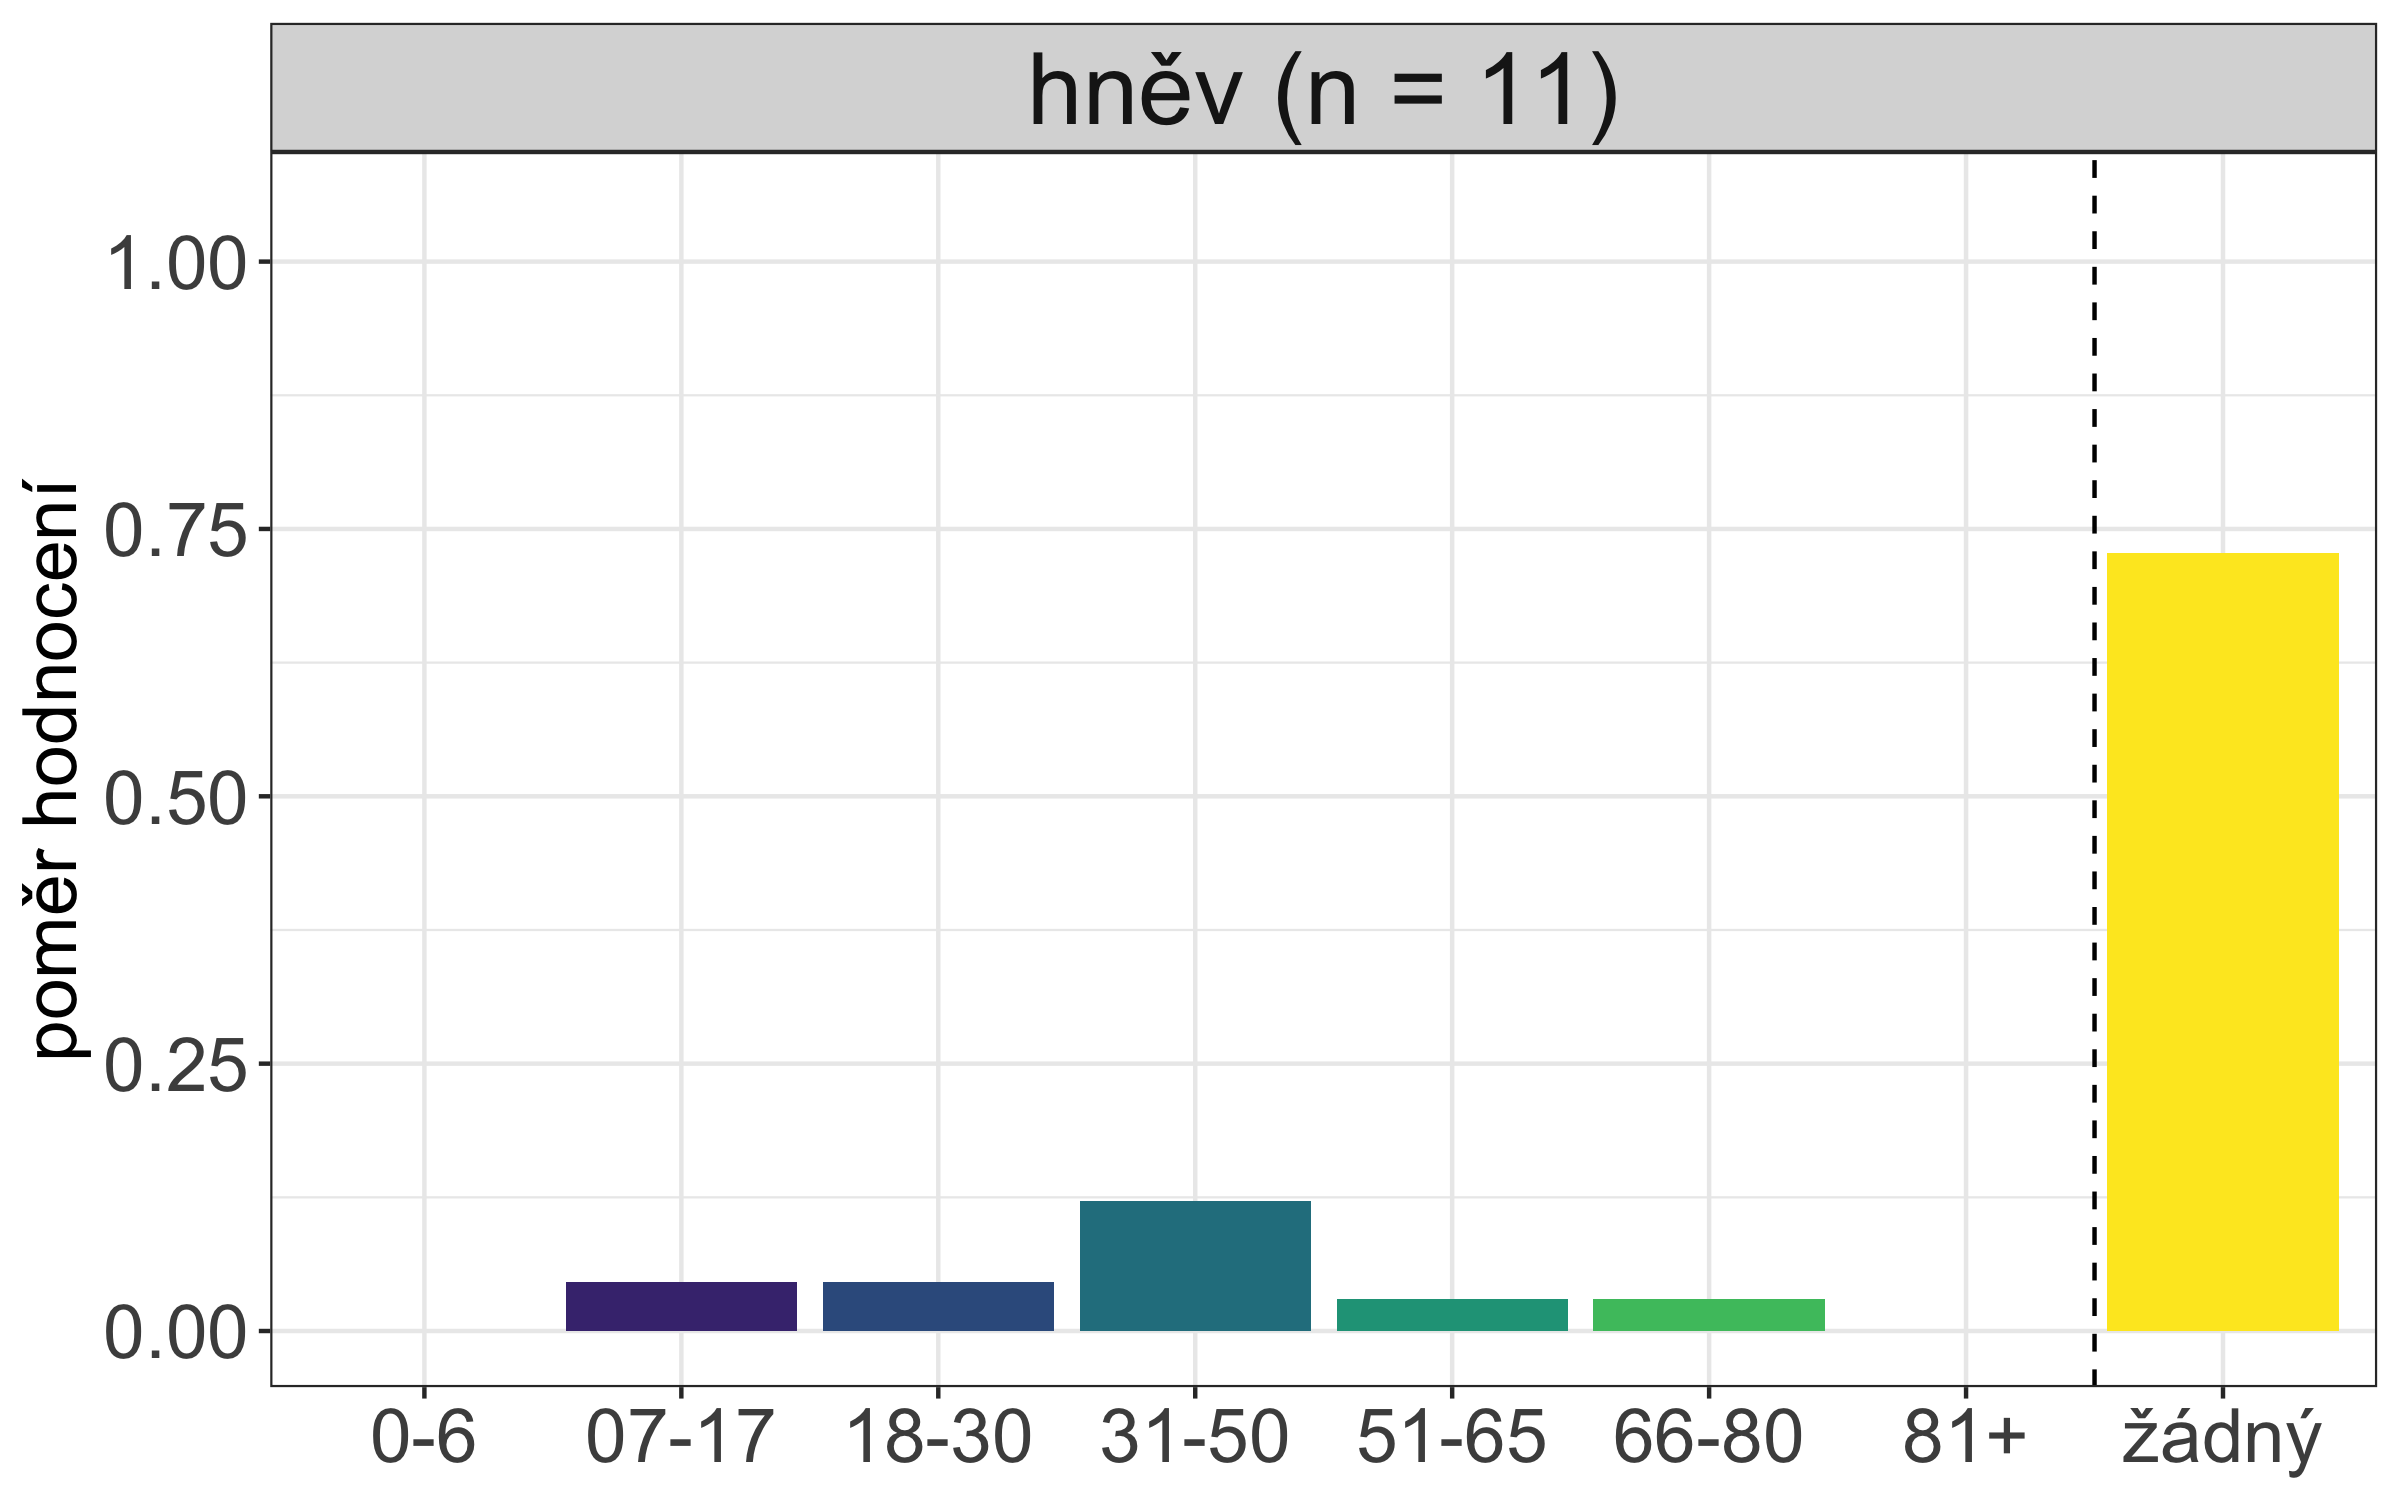 hněv (n = 11)
poměr hodnocení
1.00
0.75
0.50
0.25
0.00
0-6 07-17 18-30 31-50 51-65 66-80 81+ žádný